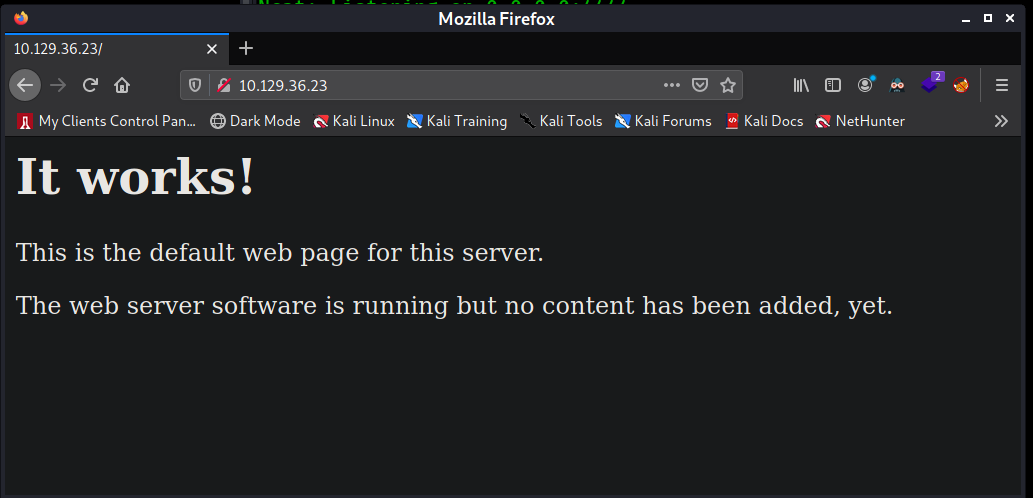 Mozilla Firefox
10.129.36.23/
10.129.36.23
2
My Clients Control Pan... Dark Mode Kali Linux Kali Training Kali Tools Kali Forums Kali Docs NetHunter
It works!
This is the default web page for this server.
The web server software is running but no content has been added, yet.